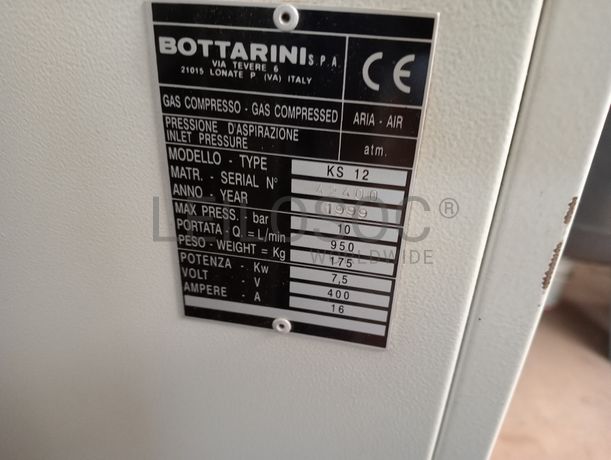 BOTTARINI S.P.A.
VIA TEVERE 6
21015 LONATE P (VA) ITALY
CE
GAS COMPRESSO - GAS COMPRESSED ARIA - AIR
PRESSIONE D'ASPIRAZIONE
INLET PRESSURE atm.
MODELLO - TYPE KS 12
MATR. - SERIAL N°
ANNO - YEAR 1999
MAX PRESS. - bar 10
PORTATA - Q. = L/min 950
PESO - WEIGHT = Kg 175
POTENZA - Kw 7,5
VOLT - V 400
AMPERE - A 16
LEILOSOC®
WORLDWIDE